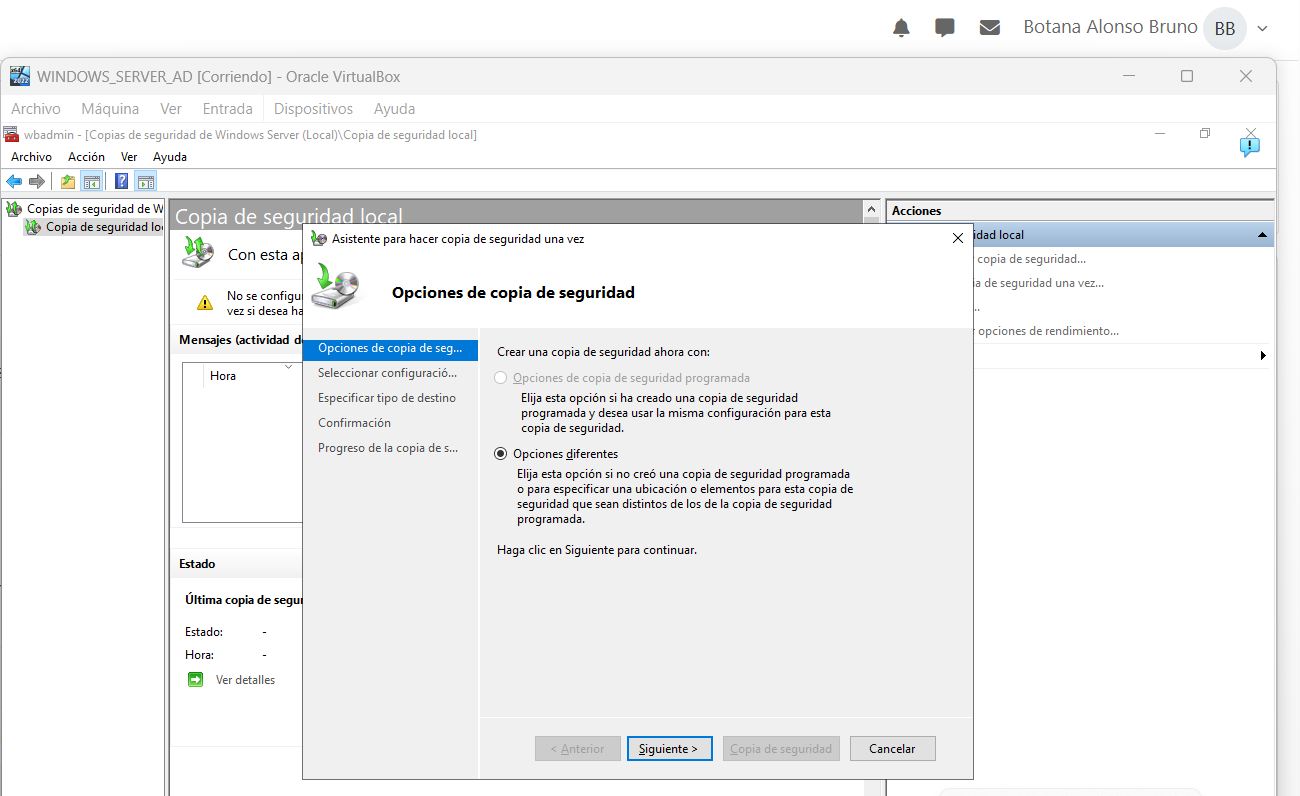 Botana Alonso Bruno
BB
WINDOWS_SERVER_AD [Corriendo] - Oracle VirtualBox
Archivo Máquina Ver Entrada Dispositivos Ayuda
wbadmin - [Copias de seguridad de Windows Server (Local)\Copia de seguridad local]
Archivo Acción Ver Ayuda
Copias de seguridad de W
Copia de seguridad lo
Copia de seguridad local
Con esta a
No se configu
vez si desea ha
Mensajes (actividad d
Hora
Estado
Última copia de segu
Estado: -
Hora: -
Ver detalles
Asistente para hacer copia de seguridad una vez
Opciones de copia de seguridad
Opciones de copia de seg...
Seleccionar configuració...
Especificar tipo de destino
Confirmación
Progreso de la copia de s...
Crear una copia de seguridad ahora con:
Opciones de copia de seguridad programada
Elija esta opción si ha creado una copia de seguridad
programada y desea usar la misma configuración para esta
copia de seguridad.
Opciones diferentes
Elija esta opción si no creó una copia de seguridad programada
o para especificar una ubicación o elementos para esta copia de
seguridad que sean distintos de los de la copia de seguridad
programada.
Haga clic en Siguiente para continuar.
< Anterior
Siguiente >
Copia de seguridad
Cancelar
Acciones
idad local
copia de seguridad...
ia de seguridad una vez...
..
opciones de rendimiento...